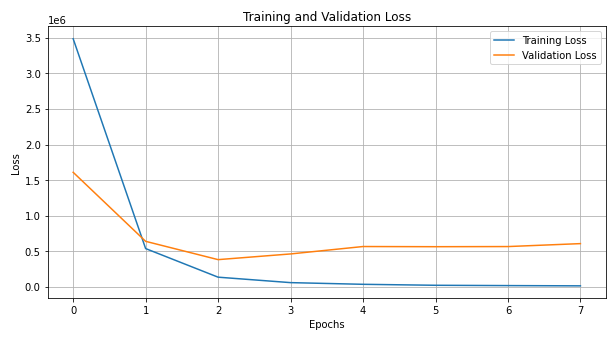 Training and Validation Loss
1e6
3.5
3.0
2.5
2.0
1.5
1.0
0.5
0.0
Loss
Training Loss
Validation Loss
0 1 2 3 4 5 6 7
Epochs